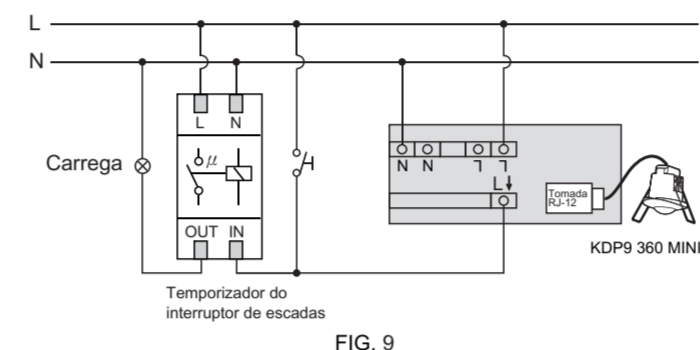 L
N
L N
Carrega
μ
OUT IN
Temporizador do
interruptor de escadas
N N L L
L
Tomada
RJ-12
KDP9 360 MINI
FIG. 9